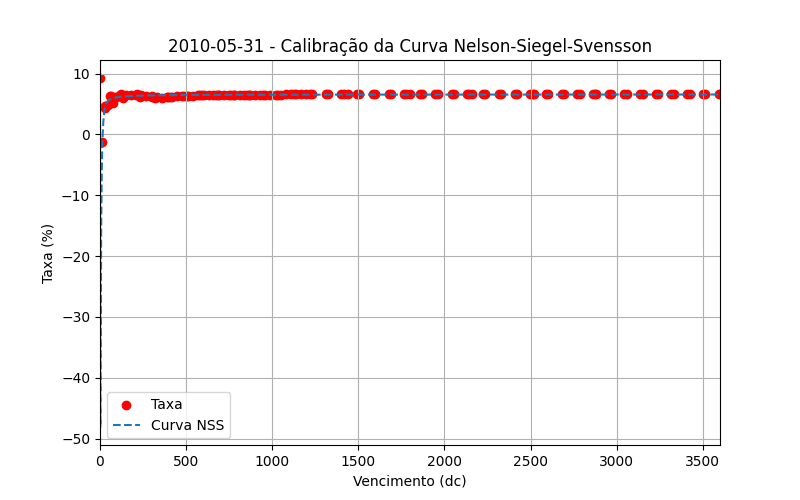 2010-05-31 - Calibração da Curva Nelson-Siegel-Svensson
Taxa (%)
10
0
−10
−20
−30
−40
−50
Taxa
Curva NSS
0 500 1000 1500 2000 2500 3000 3500
Vencimento (dc)